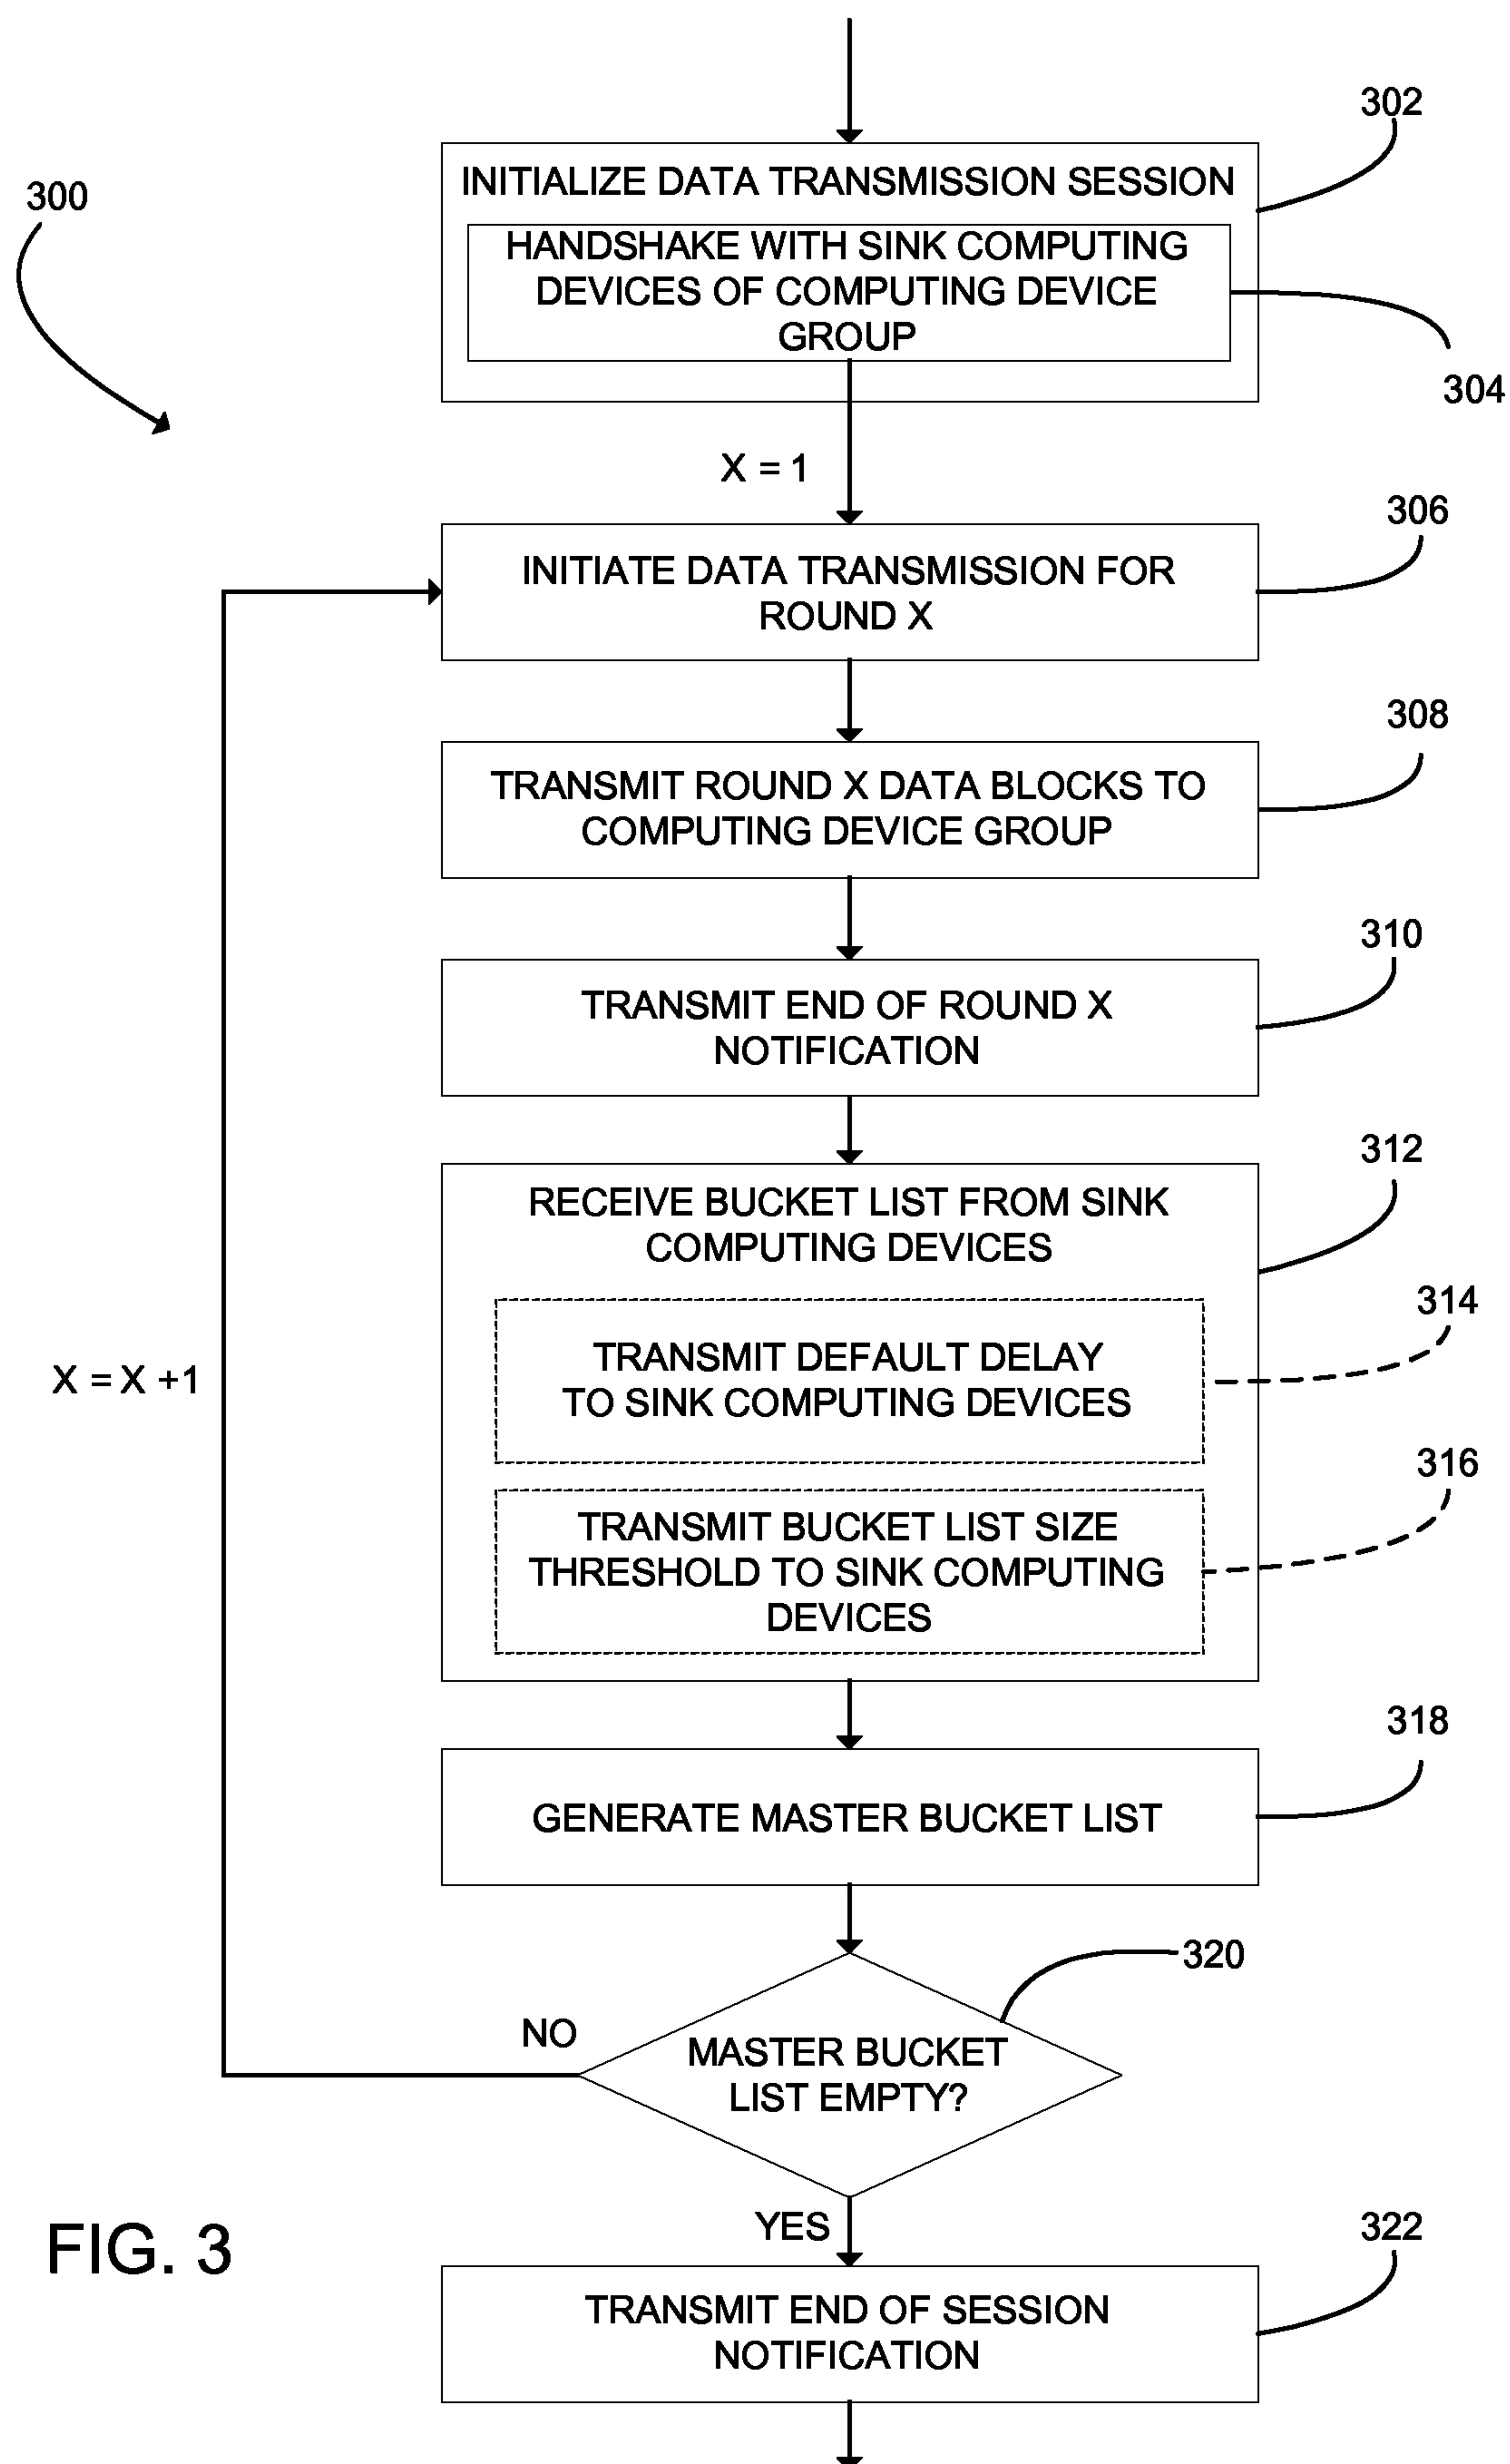 302
INITIALIZE DATA TRANSMISSION SESSION
300
HANDSHAKE WITH SINK COMPUTING
DEVICES OF COMPUTING DEVICE
GROUP
304
X = 1
306
INITIATE DATA TRANSMISSION FOR
ROUND X
308
TRANSMIT ROUND X DATA BLOCKS TO
COMPUTING DEVICE GROUP
310
TRANSMIT END OF ROUND X
NOTIFICATION
312
RECEIVE BUCKET LIST FROM SINK
COMPUTING DEVICES
314
TRANSMIT DEFAULT DELAY
TO SINK COMPUTING DEVICES
X = X +1
316
TRANSMIT BUCKET LIST SIZE
THRESHOLD TO SINK COMPUTING
DEVICES
318
GENERATE MASTER BUCKET LIST
320
NO
MASTER BUCKET
LIST EMPTY?
YES
322
FIG. 3
TRANSMIT END OF SESSION
NOTIFICATION